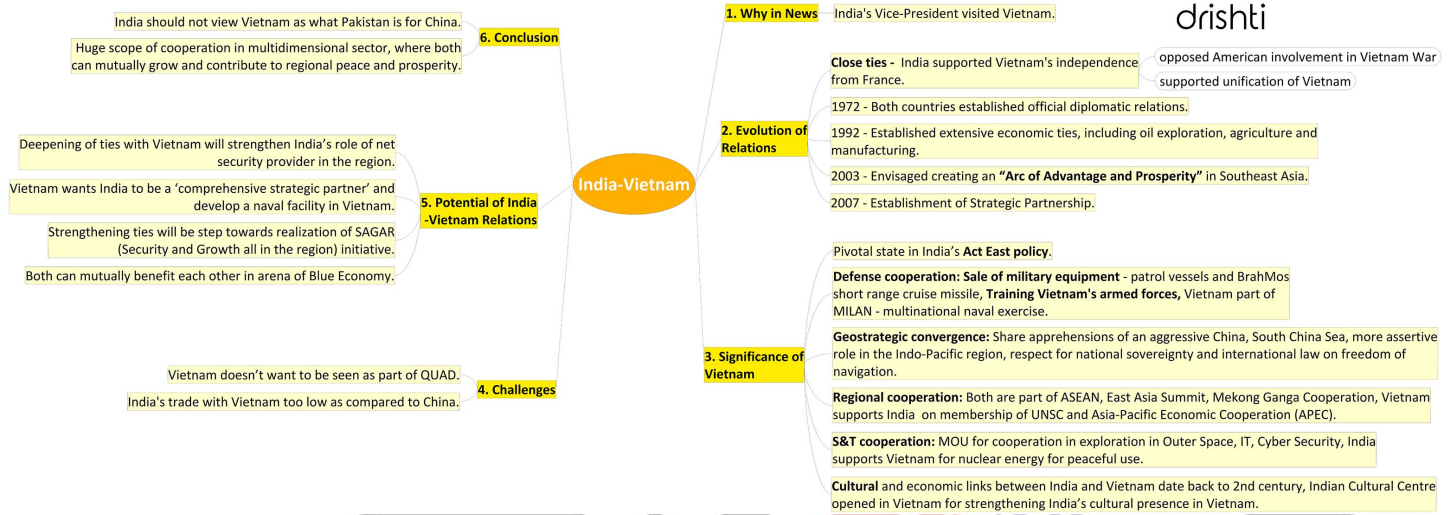 drishti
India-Vietnam
1. Why in News
India's Vice-President visited Vietnam.
2. Evolution of
Relations
Close ties - India supported Vietnam's independence
from France.
opposed American involvement in Vietnam War
supported unification of Vietnam
1972 - Both countries established official diplomatic relations.
1992 - Established extensive economic ties, including oil exploration, agriculture and
manufacturing.
2003 - Envisaged creating an “Arc of Advantage and Prosperity” in Southeast Asia.
2007 - Establishment of Strategic Partnership.
3. Significance of
Vietnam
Pivotal state in India’s Act East policy.
Defense cooperation: Sale of military equipment - patrol vessels and BrahMos
short range cruise missile, Training Vietnam's armed forces, Vietnam part of
MILAN - multinational naval exercise.
Geostrategic convergence: Share apprehensions of an aggressive China, South China Sea, more assertive
role in the Indo-Pacific region, respect for national sovereignty and international law on freedom of
navigation.
Regional cooperation: Both are part of ASEAN, East Asia Summit, Mekong Ganga Cooperation, Vietnam
supports India on membership of UNSC and Asia-Pacific Economic Cooperation (APEC).
S&T cooperation: MOU for cooperation in exploration in Outer Space, IT, Cyber Security, India
supports Vietnam for nuclear energy for peaceful use.
Cultural and economic links between India and Vietnam date back to 2nd century, Indian Cultural Centre
opened in Vietnam for strengthening India’s cultural presence in Vietnam.
4. Challenges
Vietnam doesn’t want to be seen as part of QUAD.
India's trade with Vietnam too low as compared to China.
5. Potential of India
-Vietnam Relations
Deepening of ties with Vietnam will strengthen India’s role of net
security provider in the region.
Vietnam wants India to be a ‘comprehensive strategic partner’ and
develop a naval facility in Vietnam.
Strengthening ties will be step towards realization of SAGAR
(Security and Growth all in the region) initiative.
Both can mutually benefit each other in arena of Blue Economy.
6. Conclusion
India should not view Vietnam as what Pakistan is for China.
Huge scope of cooperation in multidimensional sector, where both
can mutually grow and contribute to regional peace and prosperity.